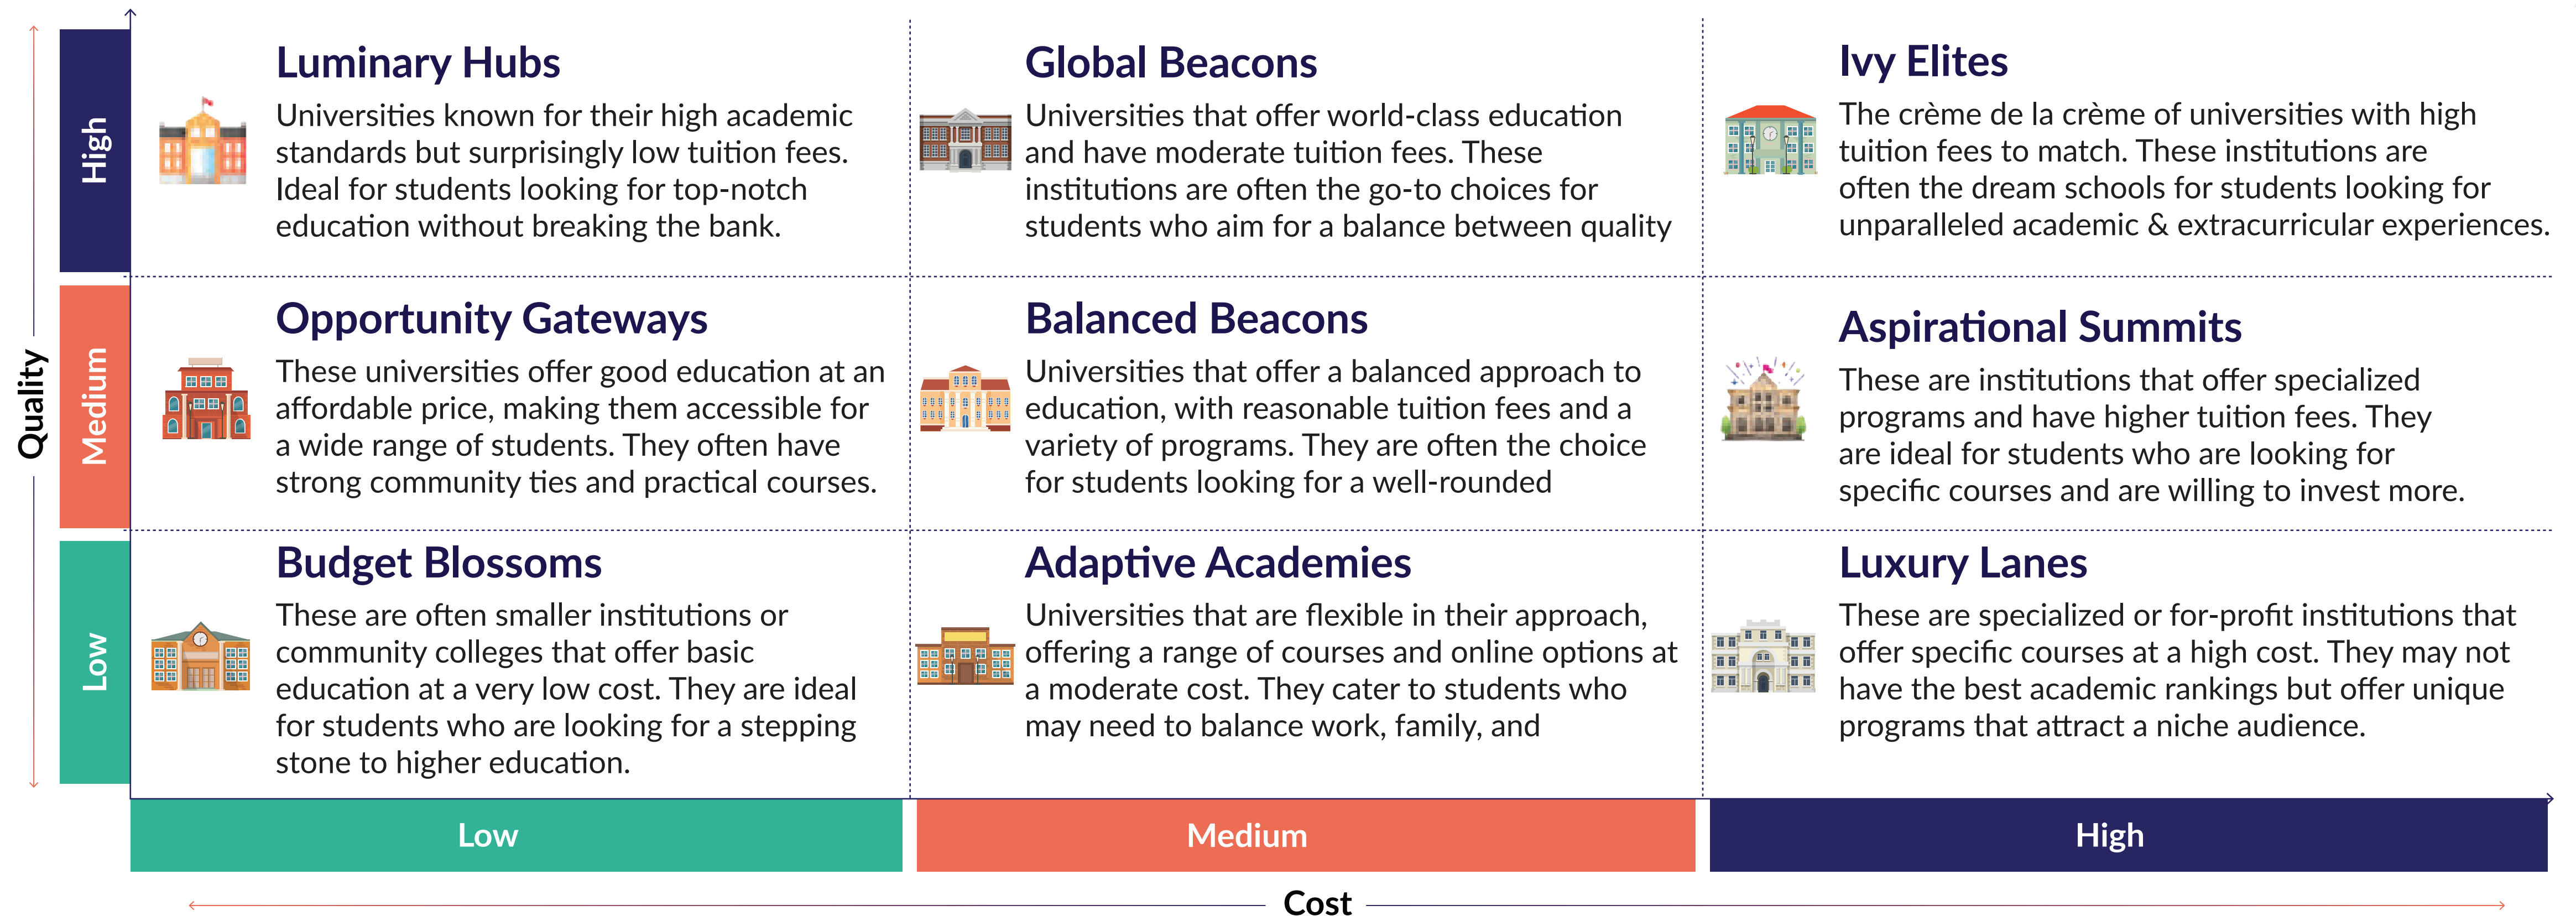 Quality
High
Luminary Hubs
Universities known for their high academic
standards but surprisingly low tuition fees.
Ideal for students looking for top-notch
education without breaking the bank.
Global Beacons
Universities that offer world-class education
and have moderate tuition fees. These
institutions are often the go-to choices for
students who aim for a balance between quality
Ivy Elites
The crème de la crème of universities with high
tuition fees to match. These institutions are
often the dream schools for students looking for
unparalleled academic & extracurricular experiences.
Medium
Opportunity Gateways
These universities offer good education at an
affordable price, making them accessible for
a wide range of students. They often have
strong community ties and practical courses.
Balanced Beacons
Universities that offer a balanced approach to
education, with reasonable tuition fees and a
variety of programs. They are often the choice
for students looking for a well-rounded
Aspirational Summits
These are institutions that offer specialized
programs and have higher tuition fees. They
are ideal for students who are looking for
specific courses and are willing to invest more.
Low
Budget Blossoms
These are often smaller institutions or
community colleges that offer basic
education at a very low cost. They are ideal
for students who are looking for a stepping
stone to higher education.
Adaptive Academies
Universities that are flexible in their approach,
offering a range of courses and online options at
a moderate cost. They cater to students who
may need to balance work, family, and
Luxury Lanes
These are specialized or for-profit institutions that
offer specific courses at a high cost. They may not
have the best academic rankings but offer unique
programs that attract a niche audience.
Low
Medium
High
Cost